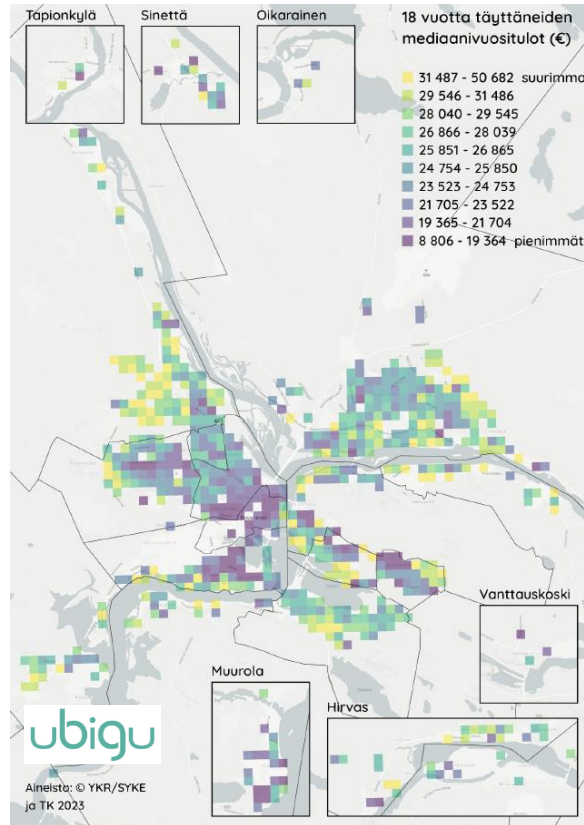 Tapionkylä
Sinettä
Oikarainen
18 vuotta täyttäneiden
mediaanivuositulot (€)
31 487 - 50 682 suurimma
29 546 - 31 486
28 040 - 29 545
26 866 - 28 039
25 851 - 26 865
24 754 - 25 850
23 523 - 24 753
21 705 - 23 522
19 365 - 21 704
8 806 - 19 364 pienimmät
Vanttauskoski
Muurola
Hirvas
ubigu
Aineisto: © YKR/SYKE
ja TK 2023